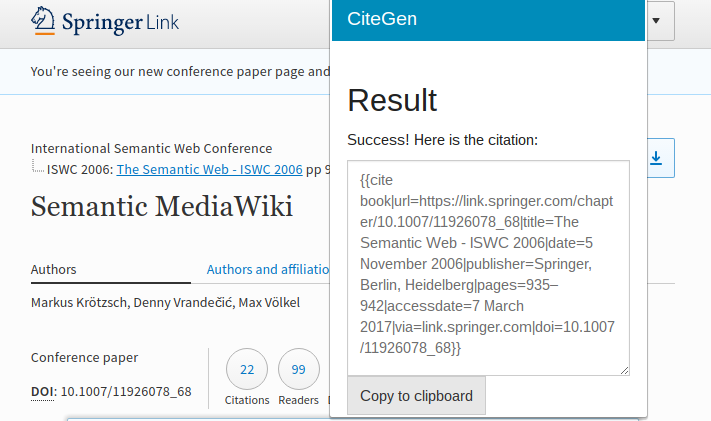 Springer Link
You're seeing our new conference paper page and
International Semantic Web Conference
ISWC 2006: The Semantic Web - ISWC 2006 pp 9
Semantic MediaWiki
Authors
Authors and affiliatio
Markus Krötzsch, Denny Vrandečić, Max Völkel
Conference paper
DOI: 10.1007/11926078_68
22
Citations
99
Readers
CiteGen
Result
Success! Here is the citation:
{{cite
book|url=https://link.springer.com/chapt
er/10.1007/11926078_68|title=The
Semantic Web - ISWC 2006|date=5
November 2006|publisher=Springer,
Berlin, Heidelberg|pages=935–
942|accessdate=7 March
2017|via=link.springer.com|doi=10.1007
/11926078_68}}
Copy to clipboard